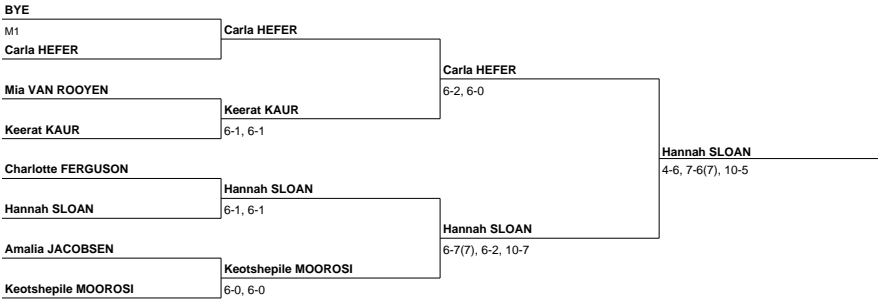 BYE
M1
Carla HEFER
Carla HEFER
Carla HEFER
6-2, 6-0
Mia VAN ROOYEN
Keerat KAUR
6-1, 6-1
Keerat KAUR
Hannah SLOAN
4-6, 7-6(7), 10-5
Charlotte FERGUSON
Hannah SLOAN
6-1, 6-1
Hannah SLOAN
Hannah SLOAN
6-7(7), 6-2, 10-7
Amalia JACOBSEN
Keotshepile MOOROSI
6-0, 6-0
Keotshepile MOOROSI